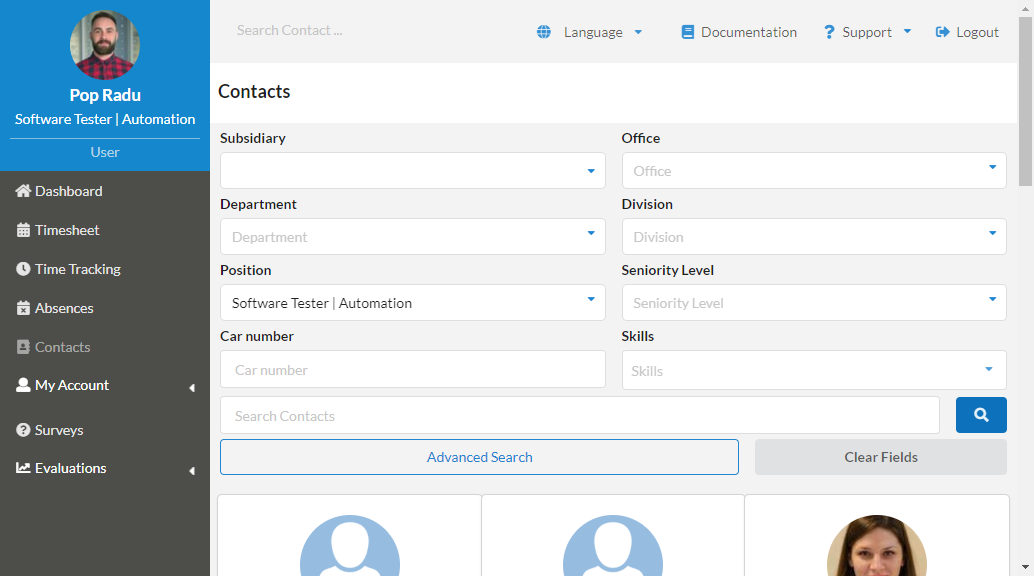 Search Contact ...
Language
Documentation
? Support
Logout
Pop Radu
Software Tester | Automation
User
Dashboard
Timesheet
Time Tracking
Absences
Contacts
My Account
Surveys
Evaluations
Contacts
Subsidiary
Office
Office
Department
Division
Department
Division
Position
Seniority Level
Software Tester | Automation
Seniority Level
Car number
Skills
Car number
Skills
Search Contacts
Advanced Search
Clear Fields